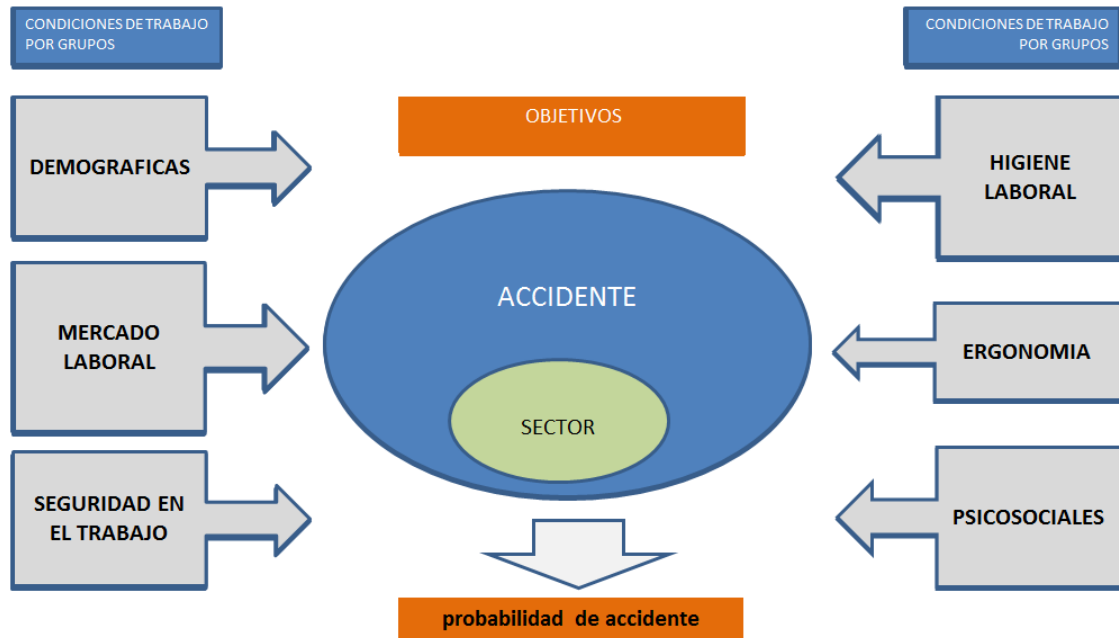 CONDICIONES DE TRABAJO
POR GRUPOS
CONDICIONES DE TRABAJO
POR GRUPOS
OBJETIVOS
DEMOGRAFICAS
MERCADO
LABORAL
SEGURIDAD EN
EL TRABAJO
ACCIDENTE
SECTOR
HIGIENE
LABORAL
ERGONOMIA
PSICOSOCIALES
probabilidad de accidente